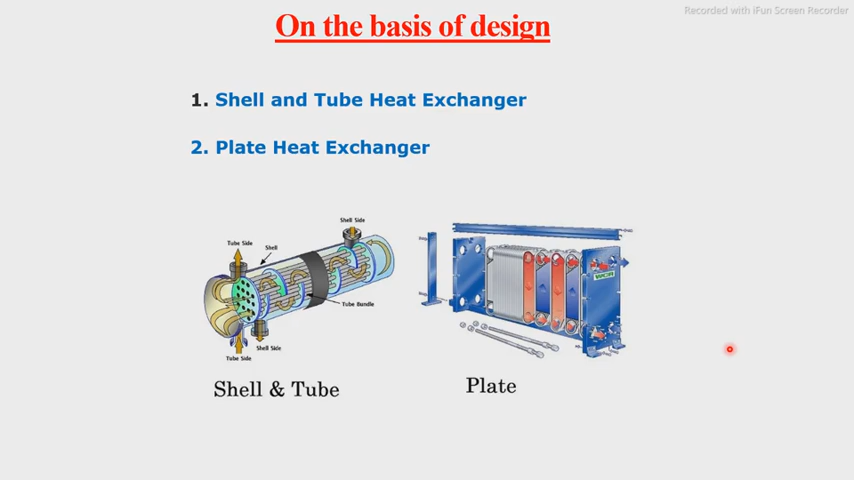 Recorded with iFun Screen Recorder
On the basis of design
1. Shell and Tube Heat Exchanger
2. Plate Heat Exchanger
Shell Side
Tube Side
Shell
Tube Bundle
Shell Side
Tube Side
Shell & Tube
Plate